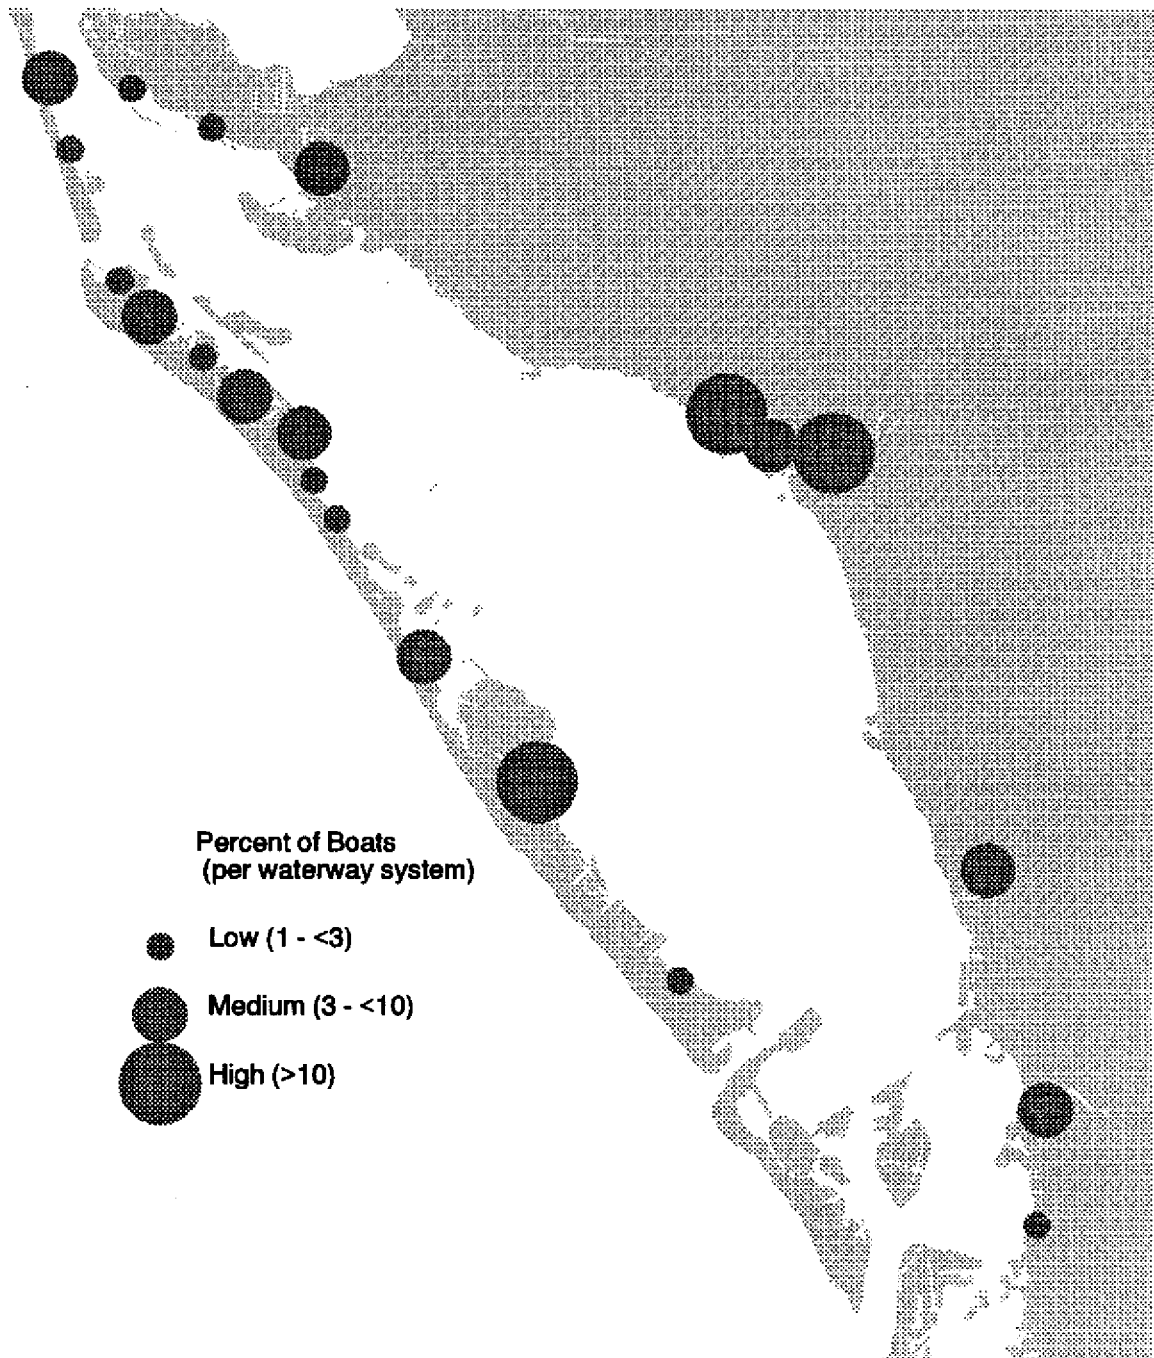 Percent of Boats
(per waterway system)
Low (1 - <3)
Medium (3 - <10)
High (>10)